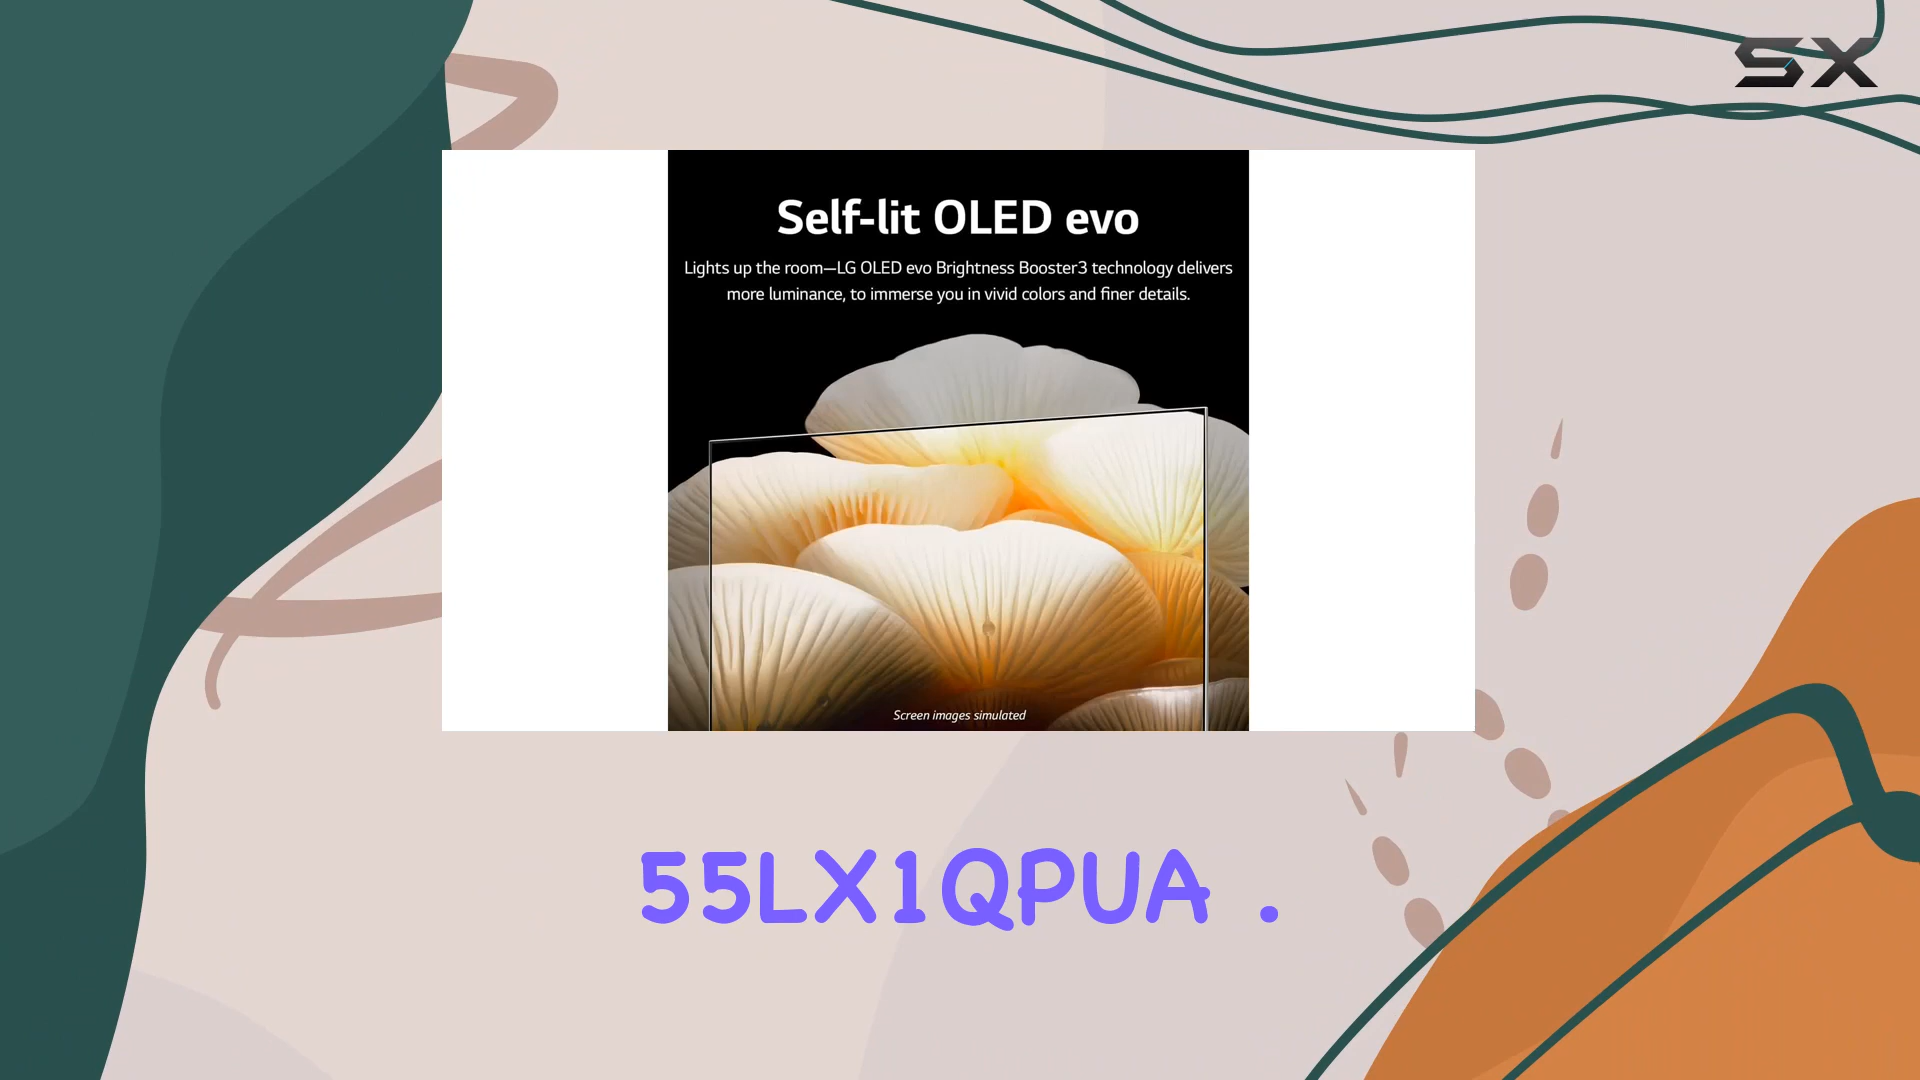 SX
Self-lit OLED evo
Lights up the room—LG OLED evo Brightness Booster3 technology delivers
more luminance, to immerse you in vivid colors and finer details.
Screen images simulated
55LX1QPUA .